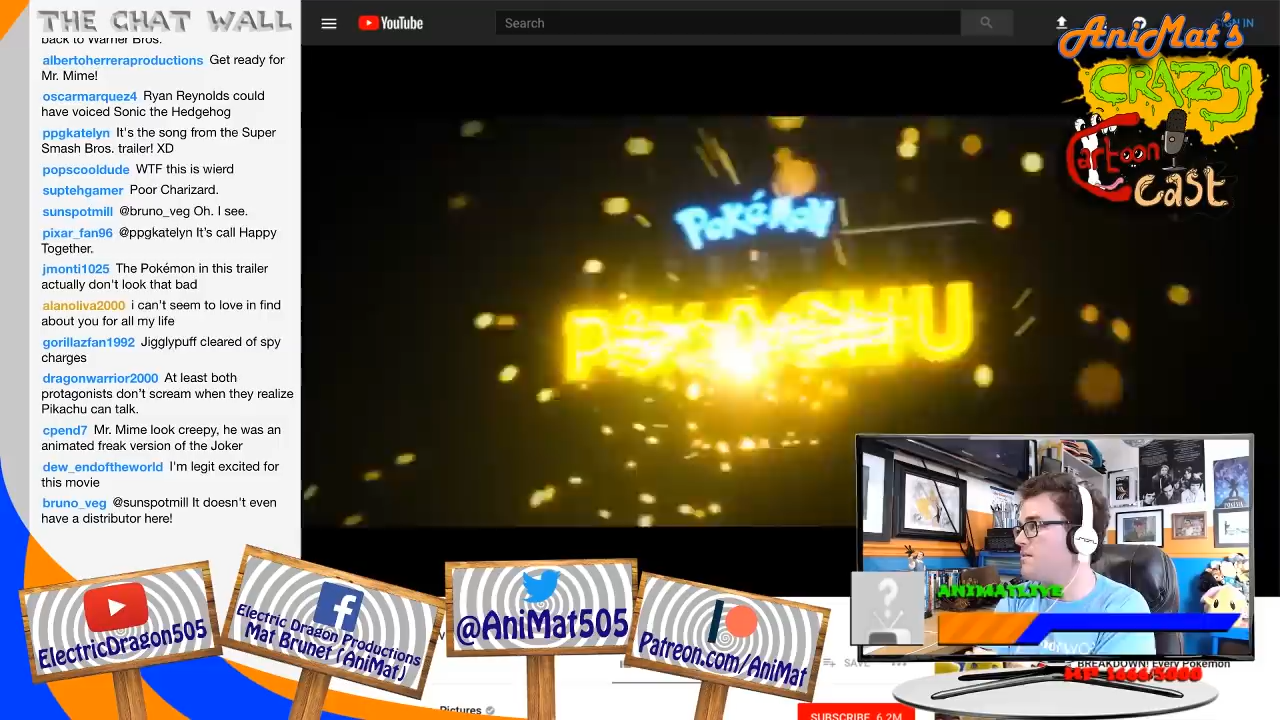 THE CHAT WALL
back to Warner Bros.
albertoherreraproductions Get ready for
Mr. Mime!
oscarmarquez4 Ryan Reynolds could
have voiced Sonic the Hedgehog
ppgkatelyn It's the song from the Super
Smash Bros. trailer! XD
popscooldude WTF this is wierd
suptehgamer Poor Charizard.
sunspotmill @bruno_veg Oh. I see.
pixar_fan96 @ppgkatelyn It's call Happy
Together.
jmonti1025 The Pokémon in this trailer
actually don't look that bad
alanoliva2000 i can't seem to love in find
about you for all my life
gorillazfan1992 Jigglypuff cleared of spy
charges
dragonwarrior2000 At least both
protagonists don't scream when they realize
Pikachu can talk.
cpend7 Mr. Mime look creepy, he was an
animated freak version of the Joker
dew_endoftheworld I'm legit excited for
this movie
bruno_veg @sunspotmill It doesn't even
have a distributor here!
YouTube
Search
SIGN IN
AniMat's
CRAZY
Cartoon
Cast
POKéMON
PIKACHU
ANIMATLIVE
ElectricDragon505
Electric Dragon Productions
Mat Brunet (AniMat)
@AniMat505
Patreon.com/AniMat
SAVE
BREAKDOWN! Every Pokemon
Pictures
SUBSCRIBE 6.2M